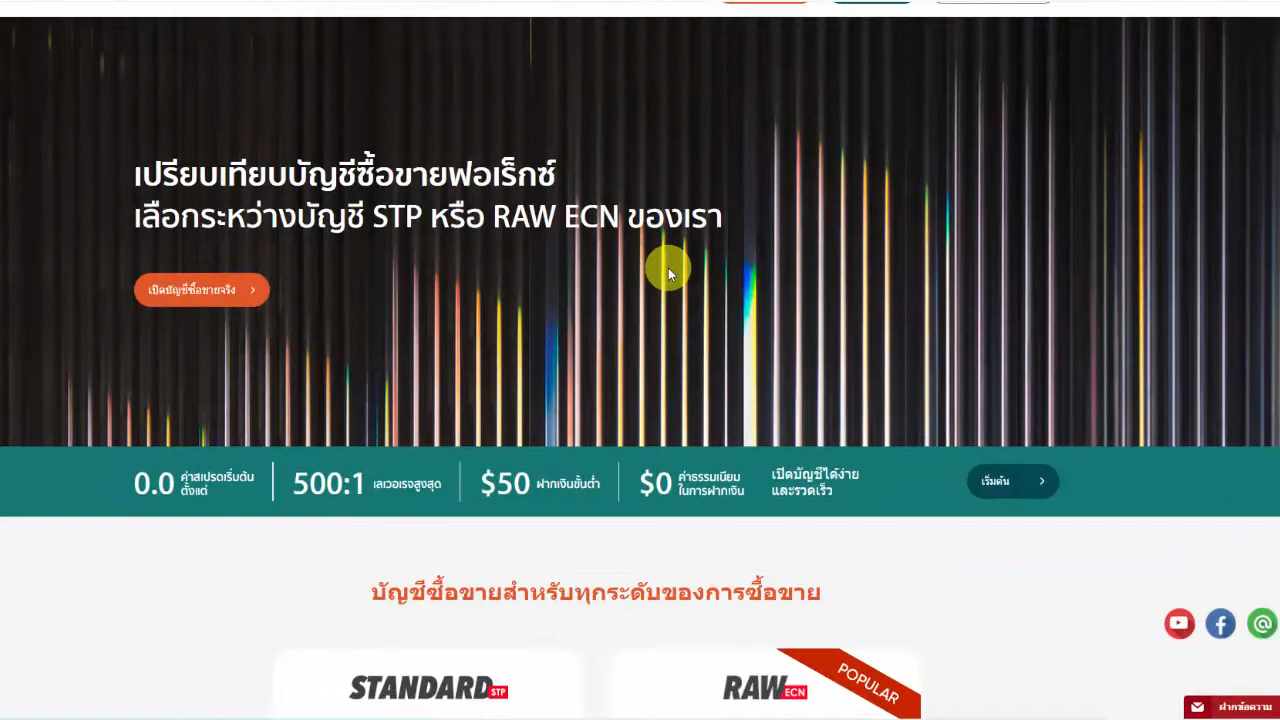 เปรียบเทียบบัญชีซื้อขายฟอเร็กซ์
เลือกระหว่างบัญชี STP หรือ RAW ECN ของเรา
เปิดบัญชีซื้อขายจริง
0.0 ค่าสเปรดเริ่มต้น
ตั้งแต่
500:1 เลเวอเรจสูงสุด
$50 ฝากเงินขั้นต่ำ
$0 ค่าธรรมเนียม
ในการฝากเงิน
เปิดบัญชีได้ง่าย
และรวดเร็ว
เริ่มต้น
บัญชีซื้อขายสำหรับทุกระดับของการซื้อขาย
STANDARD STP
RAW ECN
POPULAR
ฝากข้อความ